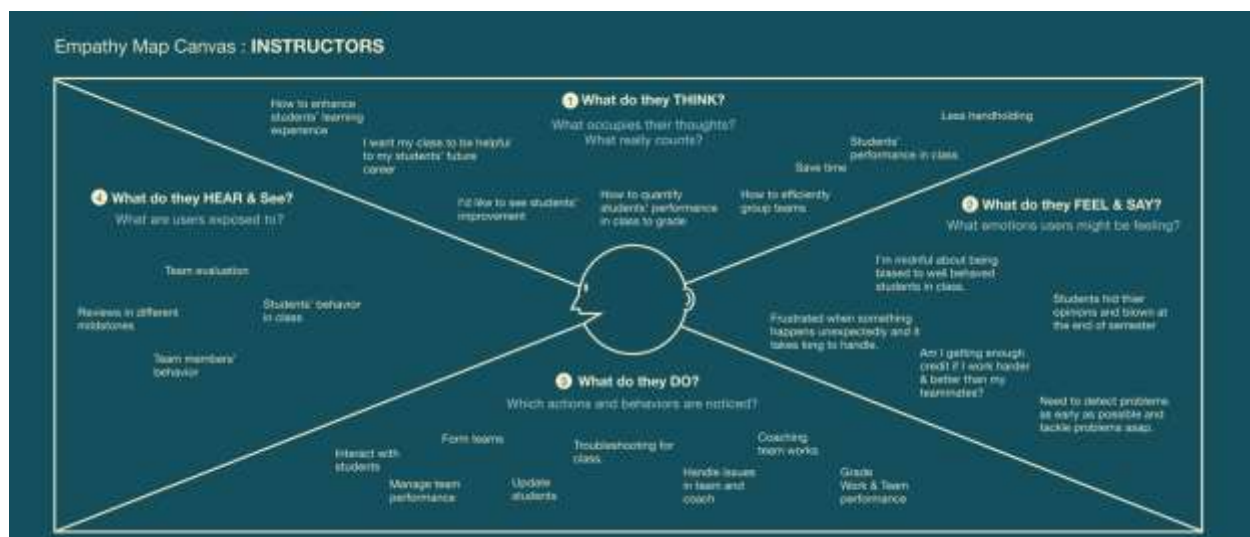 Empathy Map Canvas : INSTRUCTORS
1 What do they THINK?
What occupies their thoughts?
What really counts?
How to enhance
students' learning
experience
I want my class to be helpful
to my students' future
career
I'd like to see students'
improvement
How to quantify
students' performance
in class to grade
How to efficiently
group teams
Save time
Students'
performance in class
Less handholding
2 What do they FEEL & SAY?
What emotions users might be feeling?
I'm midnful about being
biased to well behaved
students in class.
Students hid thier
opinions and blown at
the end of semester
Frustrated when something
happens unexpectedly and it
takes long to handle.
Am I getting enough
credit if I work harder
& better than my
teammates?
Need to detect problems
as early as possible and
tackle problems asap.
3 What do they DO?
Which actions and behaviors are noticed?
Interact with
students
Form teams
Manage team
performance
Update
students
Troubleshooting for
class
Handle issues
in team and
coach
Coaching
team works
Grade
Work & Team
performance
4 What do they HEAR & See?
What are users exposed to?
Team evaluation
Reviews in different
Students' behavior
in class
Team members'
behavior